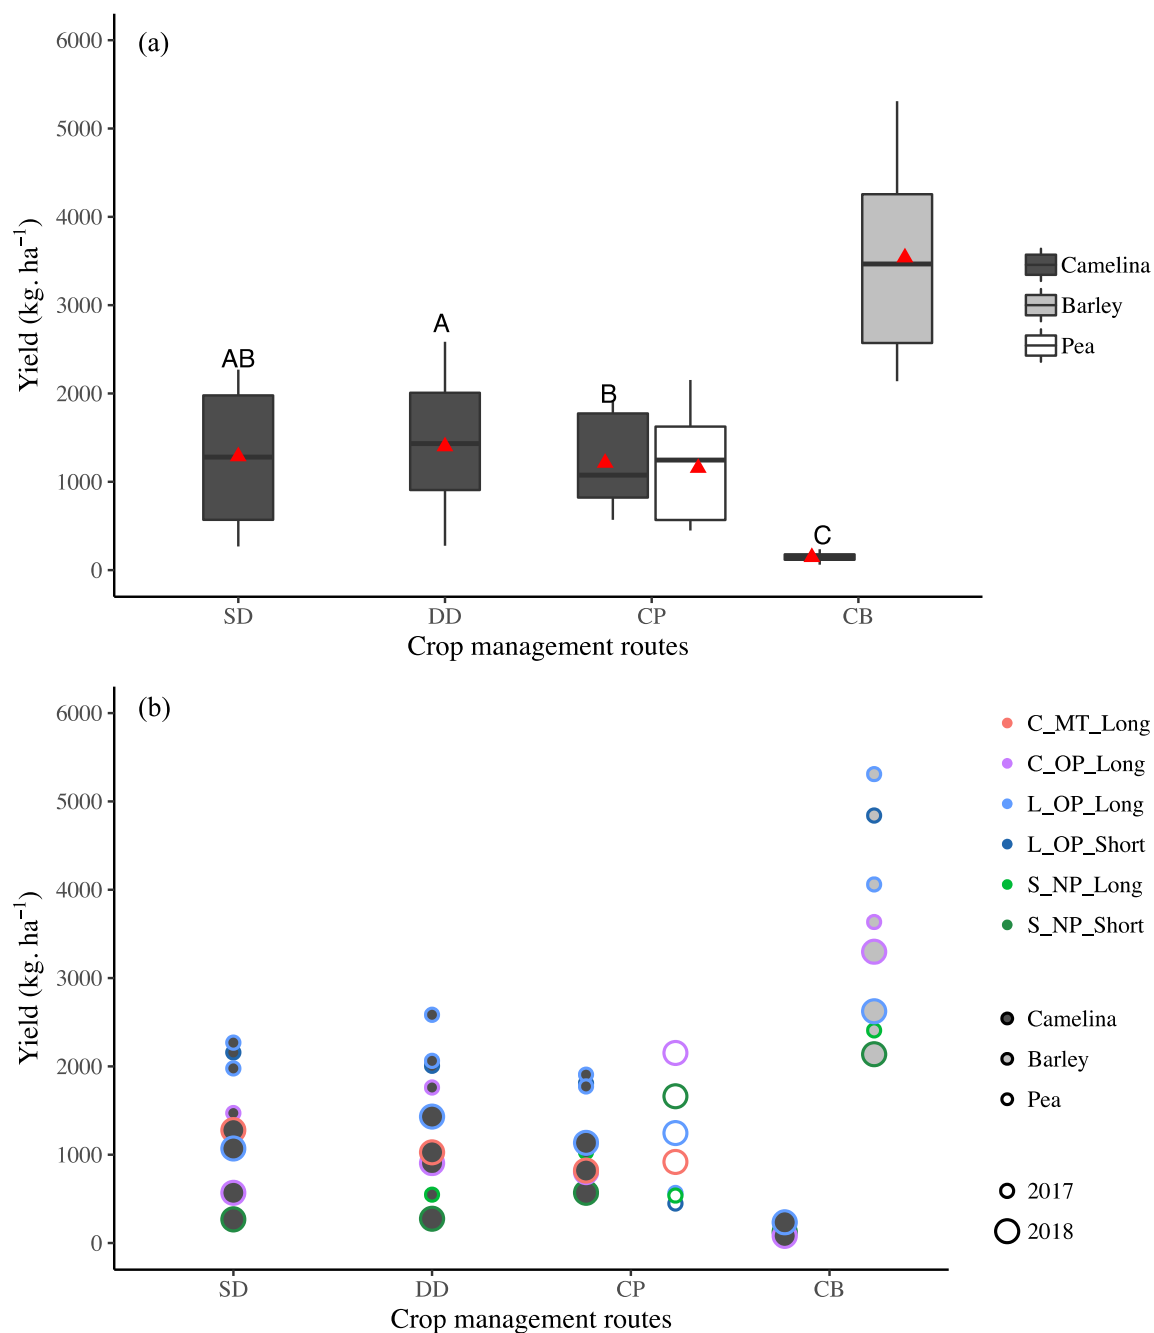 (a)
6000
5000
4000
3000
2000
1000
0
Yield (kg. ha⁻¹)
AB
A
B
C
SD DD CP CB
Crop management routes
Camelina
Barley
Pea
(b)
6000
5000
4000
3000
2000
1000
0
Yield (kg. ha⁻¹)
SD DD CP CB
Crop management routes
C_MT_Long
C_OP_Long
L_OP_Long
L_OP_Short
S_NP_Long
S_NP_Short
Camelina
Barley
Pea
2017
2018